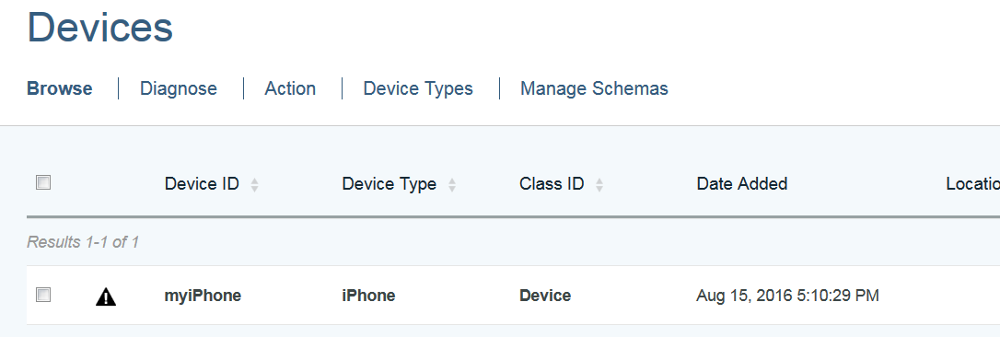 Devices
Browse Diagnose Action Device Types Manage Schemas
Device ID Device Type Class ID Date Added Locatio
Results 1-1 of 1
myiPhone iPhone Device Aug 15, 2016 5:10:29 PM